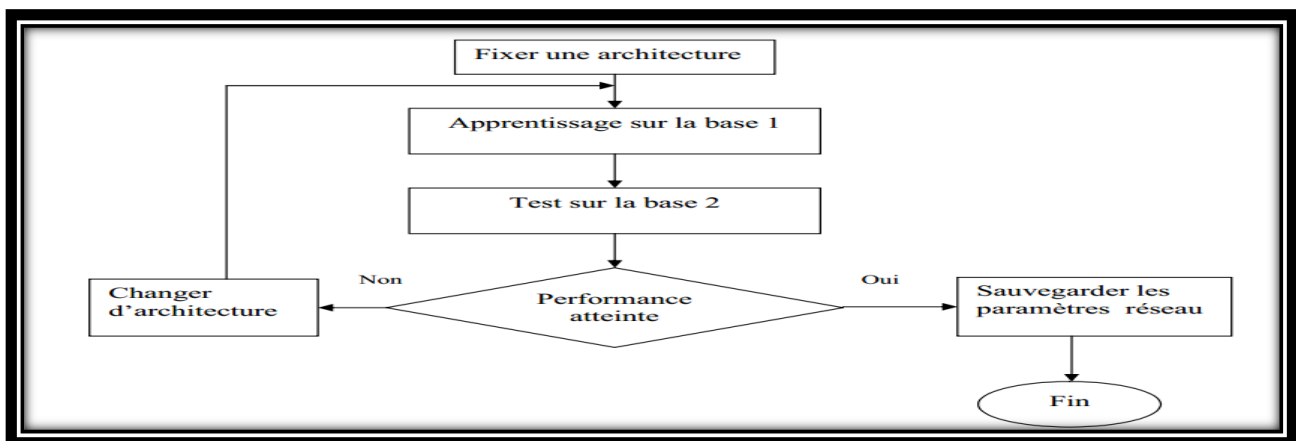 Fixer une architecture
Apprentissage sur la base 1
Test sur la base 2
Non
Oui
Changer
d'architecture
Performance
atteinte
Sauvegarder les
paramètres réseau
Fin